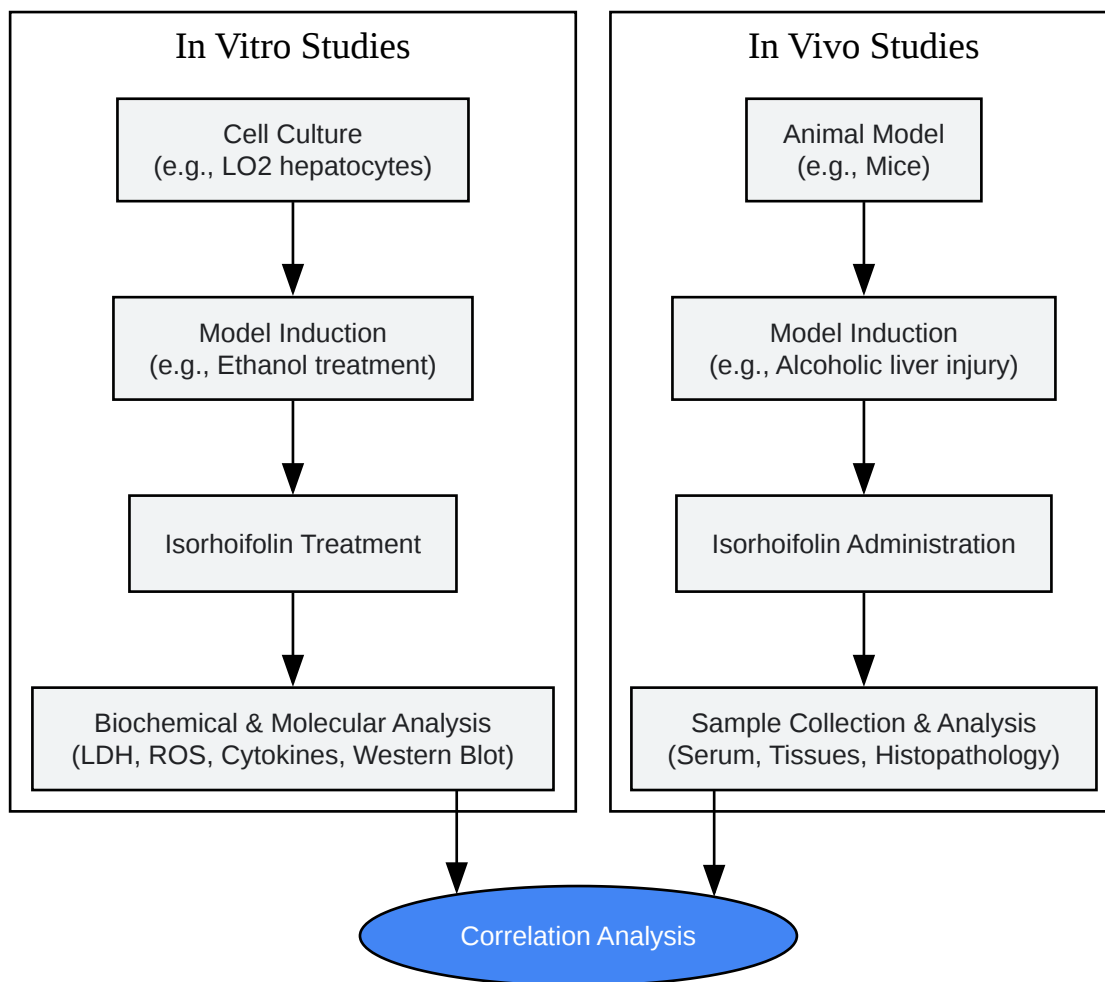 In Vitro Studies
Cell Culture
(e.g., LO2 hepatocytes)
Model Induction
(e.g., Ethanol treatment)
Isorhoifolin Treatment
Biochemical & Molecular Analysis
(LDH, ROS, Cytokines, Western Blot)
In Vivo Studies
Animal Model
(e.g., Mice)
Model Induction
(e.g., Alcoholic liver injury)
Isorhoifolin Administration
Sample Collection & Analysis
(Serum, Tissues, Histopathology)
Correlation Analysis